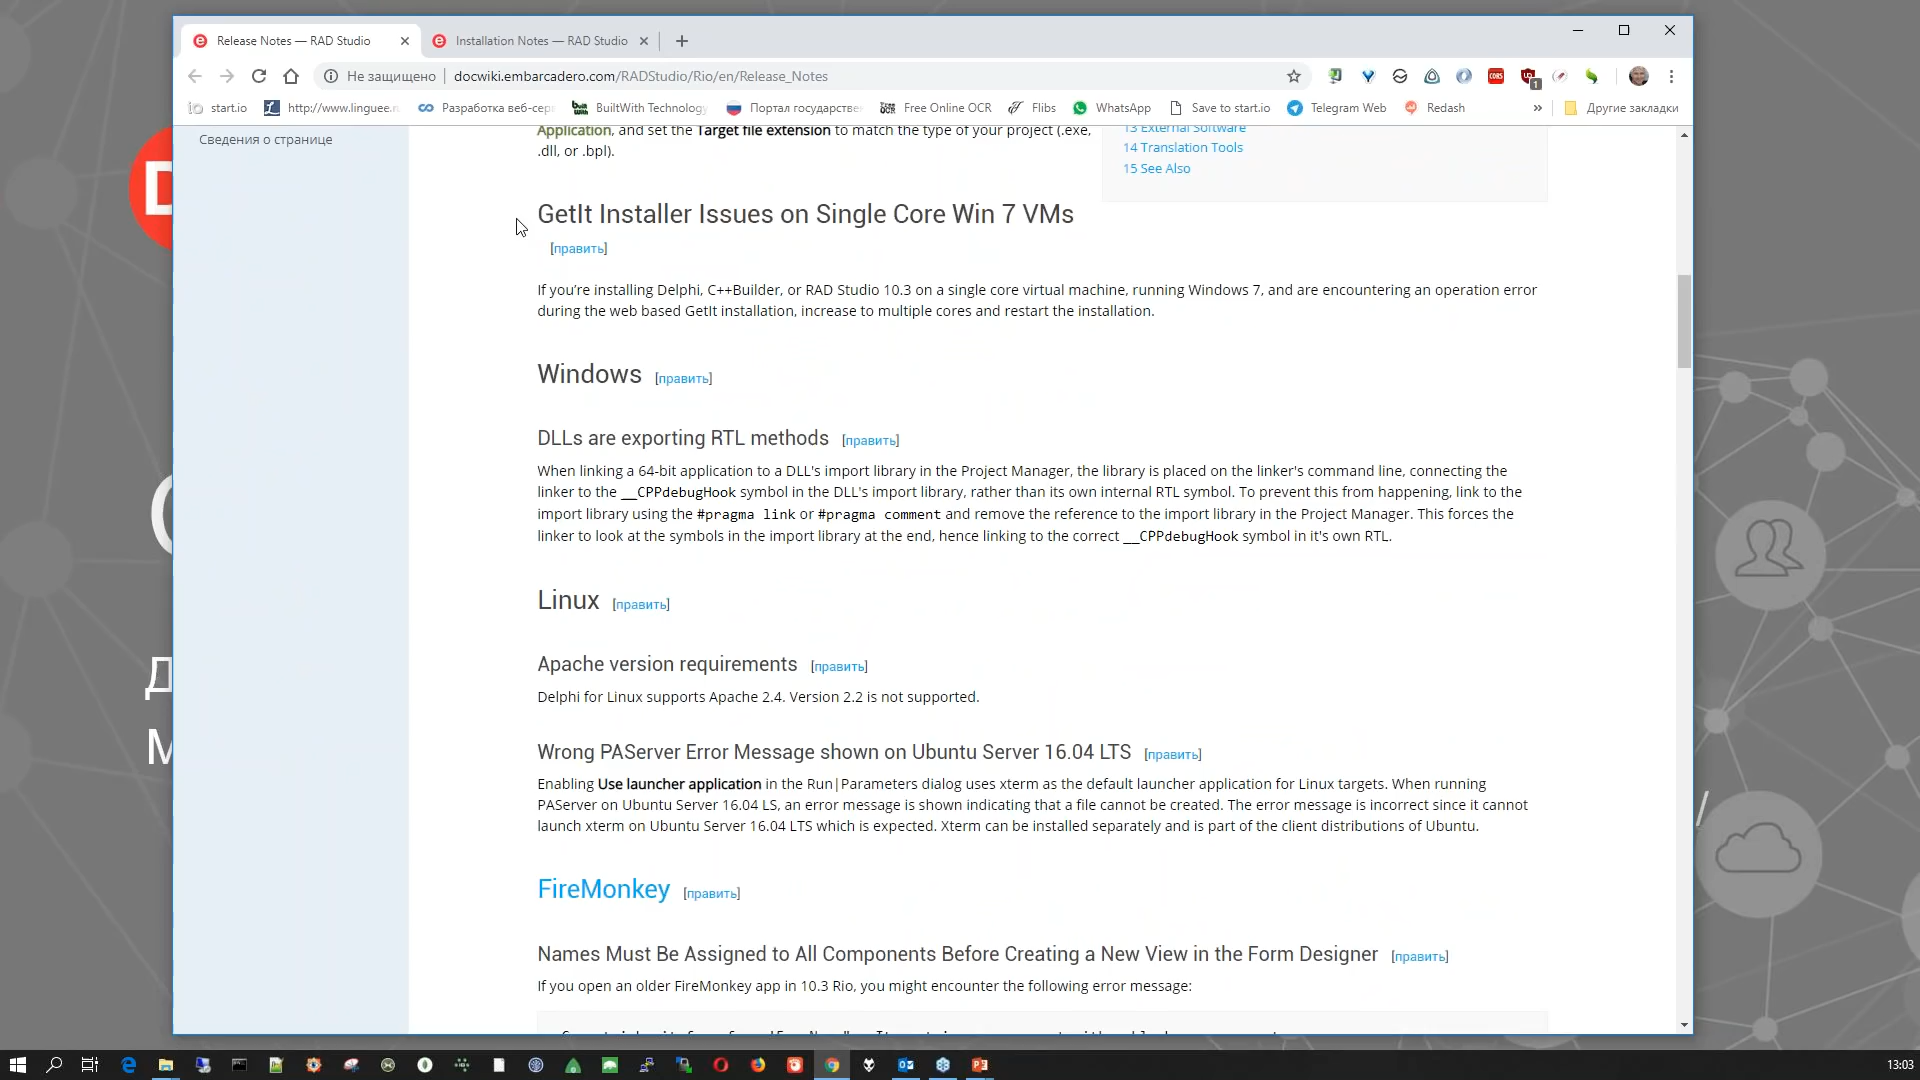 Release Notes — RAD Studio
Installation Notes — RAD Studio
Не защищено
docwiki.embarcadero.com/RADStudio/Rio/en/Release_Notes
start.io
http://www.linguee.r
Разработка веб-сер
BuiltWith Technology
Портал государстве
Free Online OCR
Flibs
WhatsApp
Save to start.io
Telegram Web
Redash
»
Другие закладки
Сведения о странице
Application, and set the Target file extension to match the type of your project (.exe,
.dll, or .bpl).
13 External Software
14 Translation Tools
15 See Also
GetIt Installer Issues on Single Core Win 7 VMs
[править]
If you’re installing Delphi, C++Builder, or RAD Studio 10.3 on a single core virtual machine, running Windows 7, and are encountering an operation error
during the web based GetIt installation, increase to multiple cores and restart the installation.
Windows [править]
DLLs are exporting RTL methods [править]
When linking a 64-bit application to a DLL's import library in the Project Manager, the library is placed on the linker's command line, connecting the
linker to the __CPPdebugHook symbol in the DLL's import library, rather than its own internal RTL symbol. To prevent this from happening, link to the
import library using the #pragma link or #pragma comment and remove the reference to the import library in the Project Manager. This forces the
linker to look at the symbols in the import library at the end, hence linking to the correct __CPPdebugHook symbol in it's own RTL.
Linux [править]
Apache version requirements [править]
Delphi for Linux supports Apache 2.4. Version 2.2 is not supported.
Wrong PAServer Error Message shown on Ubuntu Server 16.04 LTS [править]
Enabling Use launcher application in the Run|Parameters dialog uses xterm as the default launcher application for Linux targets. When running
PAServer on Ubuntu Server 16.04 LS, an error message is shown indicating that a file cannot be created. The error message is incorrect since it cannot
launch xterm on Ubuntu Server 16.04 LTS which is expected. Xterm can be installed separately and is part of the client distributions of Ubuntu.
FireMonkey [править]
Names Must Be Assigned to All Components Before Creating a New View in the Form Designer [править]
If you open an older FireMonkey app in 10.3 Rio, you might encounter the following error message:
13:03